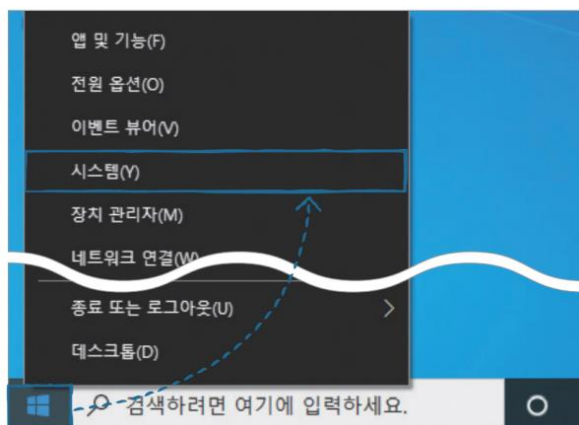 앱 및 기능(F)
전원 옵션(O)
이벤트 뷰어(V)
시스템(Y)
장치 관리자(M)
네트워크 연결(W)
종료 또는 로그아웃(U)
데스크톱(D)
검색하려면 여기에 입력하세요.